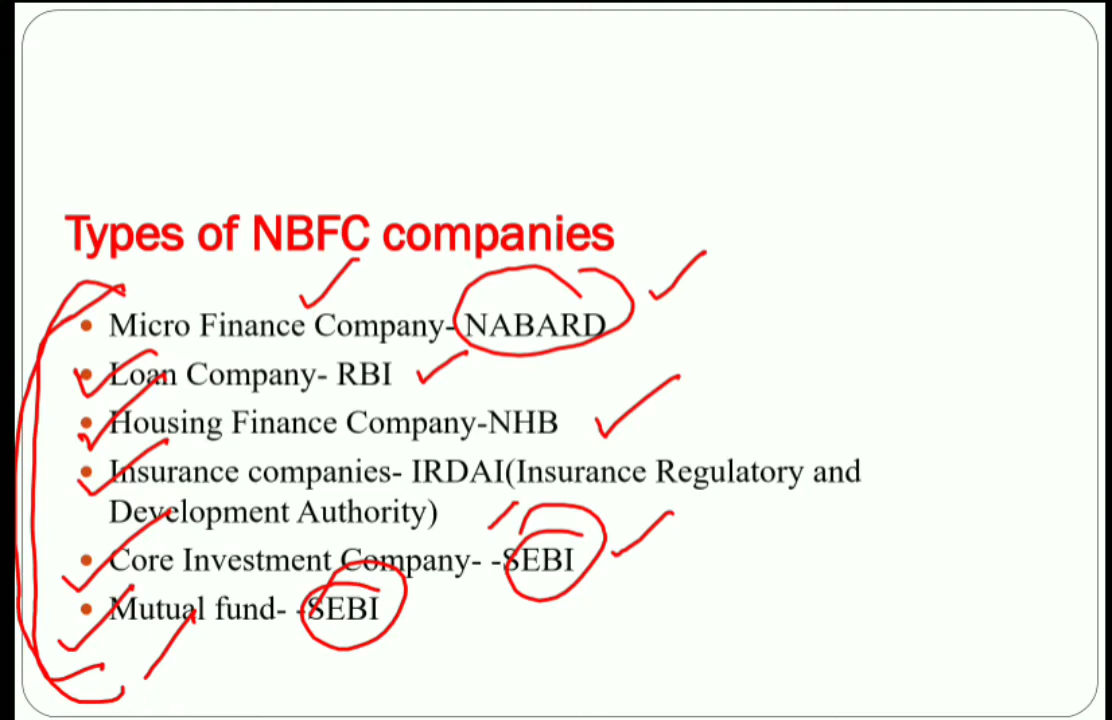 Types of NBFC companies
Micro Finance Company- NABARD
Loan Company- RBI
Housing Finance Company-NHB
Insurance companies- IRDAI(Insurance Regulatory and
Development Authority)
Core Investment Company- -SEBI
Mutual fund- -SEBI